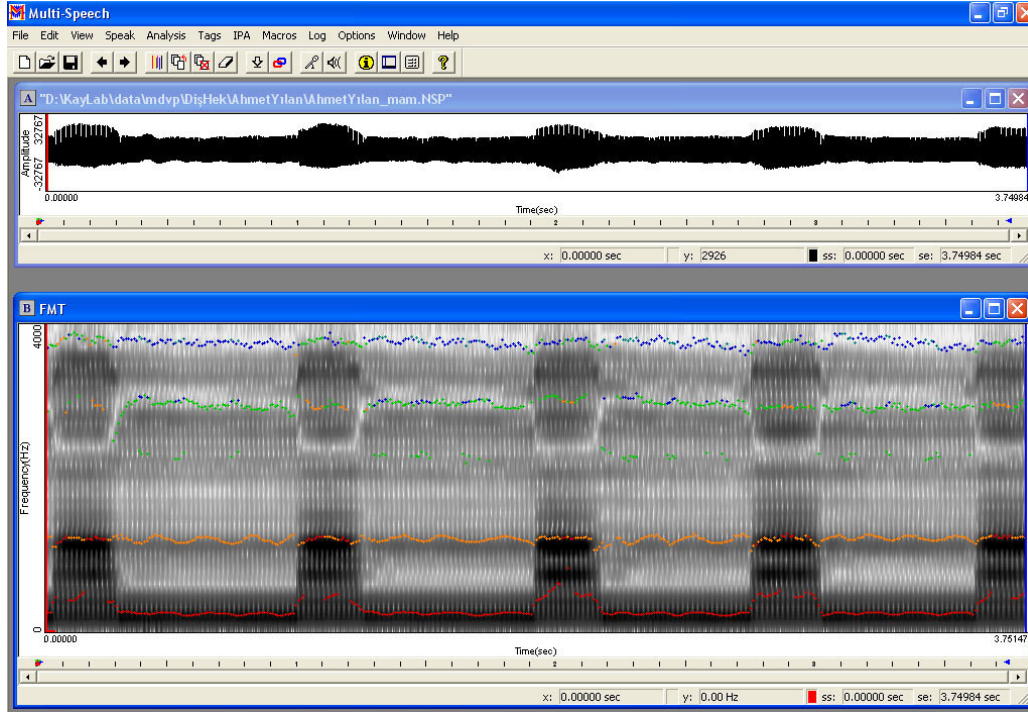 Multi-Speech
File Edit View Speak Analysis Tags IPA Macros Log Options Window Help
A "D:\KayLab\data\mdvp\DişHek\AhmetYılan\AhmetYılan_mam.NSP"
Amplitude
32767
-32767
0.00000 3.74984
Time(sec)
1 2 3
x: 0.00000 sec y: 2926 ss: 0.00000 sec se: 3.74984 sec
B FMT
4000
Frequency(Hz)
0
0.00000 3.75147
Time(sec)
1 2 3
x: 0.00000 sec y: 0.00 Hz ss: 0.00000 sec se: 3.74984 sec